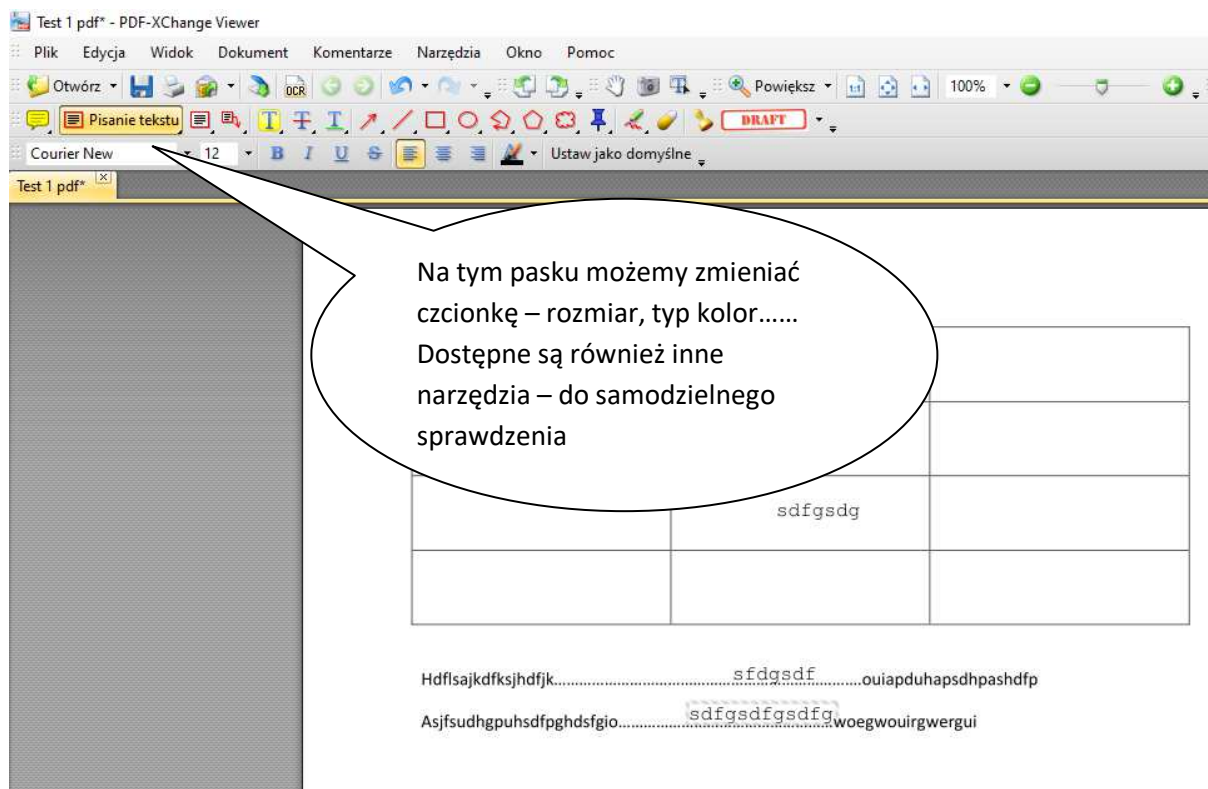 Test 1 pdf* - PDF-XChange Viewer
Plik Edycja Widok Dokument Komentarze Narzędzia Okno Pomoc
Otwórz OCR Powiększ 1:1 100%
Pisanie tekstu T T T DRAFT
Courier New 12 B I U S Ustaw jako domyślne
Test 1 pdf*
Na tym pasku możemy zmieniać
czcionkę – rozmiar, typ kolor……
Dostępne są również inne
narzędzia – do samodzielnego
sprawdzenia
sdfgsdg
Hdflsajkdfksjhdfjk……………………………………sfdgsdf…………ouiapduhapsdhpashdfp
Asjfsudhgpuhsdfpghdsfgio……………sdfgsdfgsdfg woegwouirgwergui